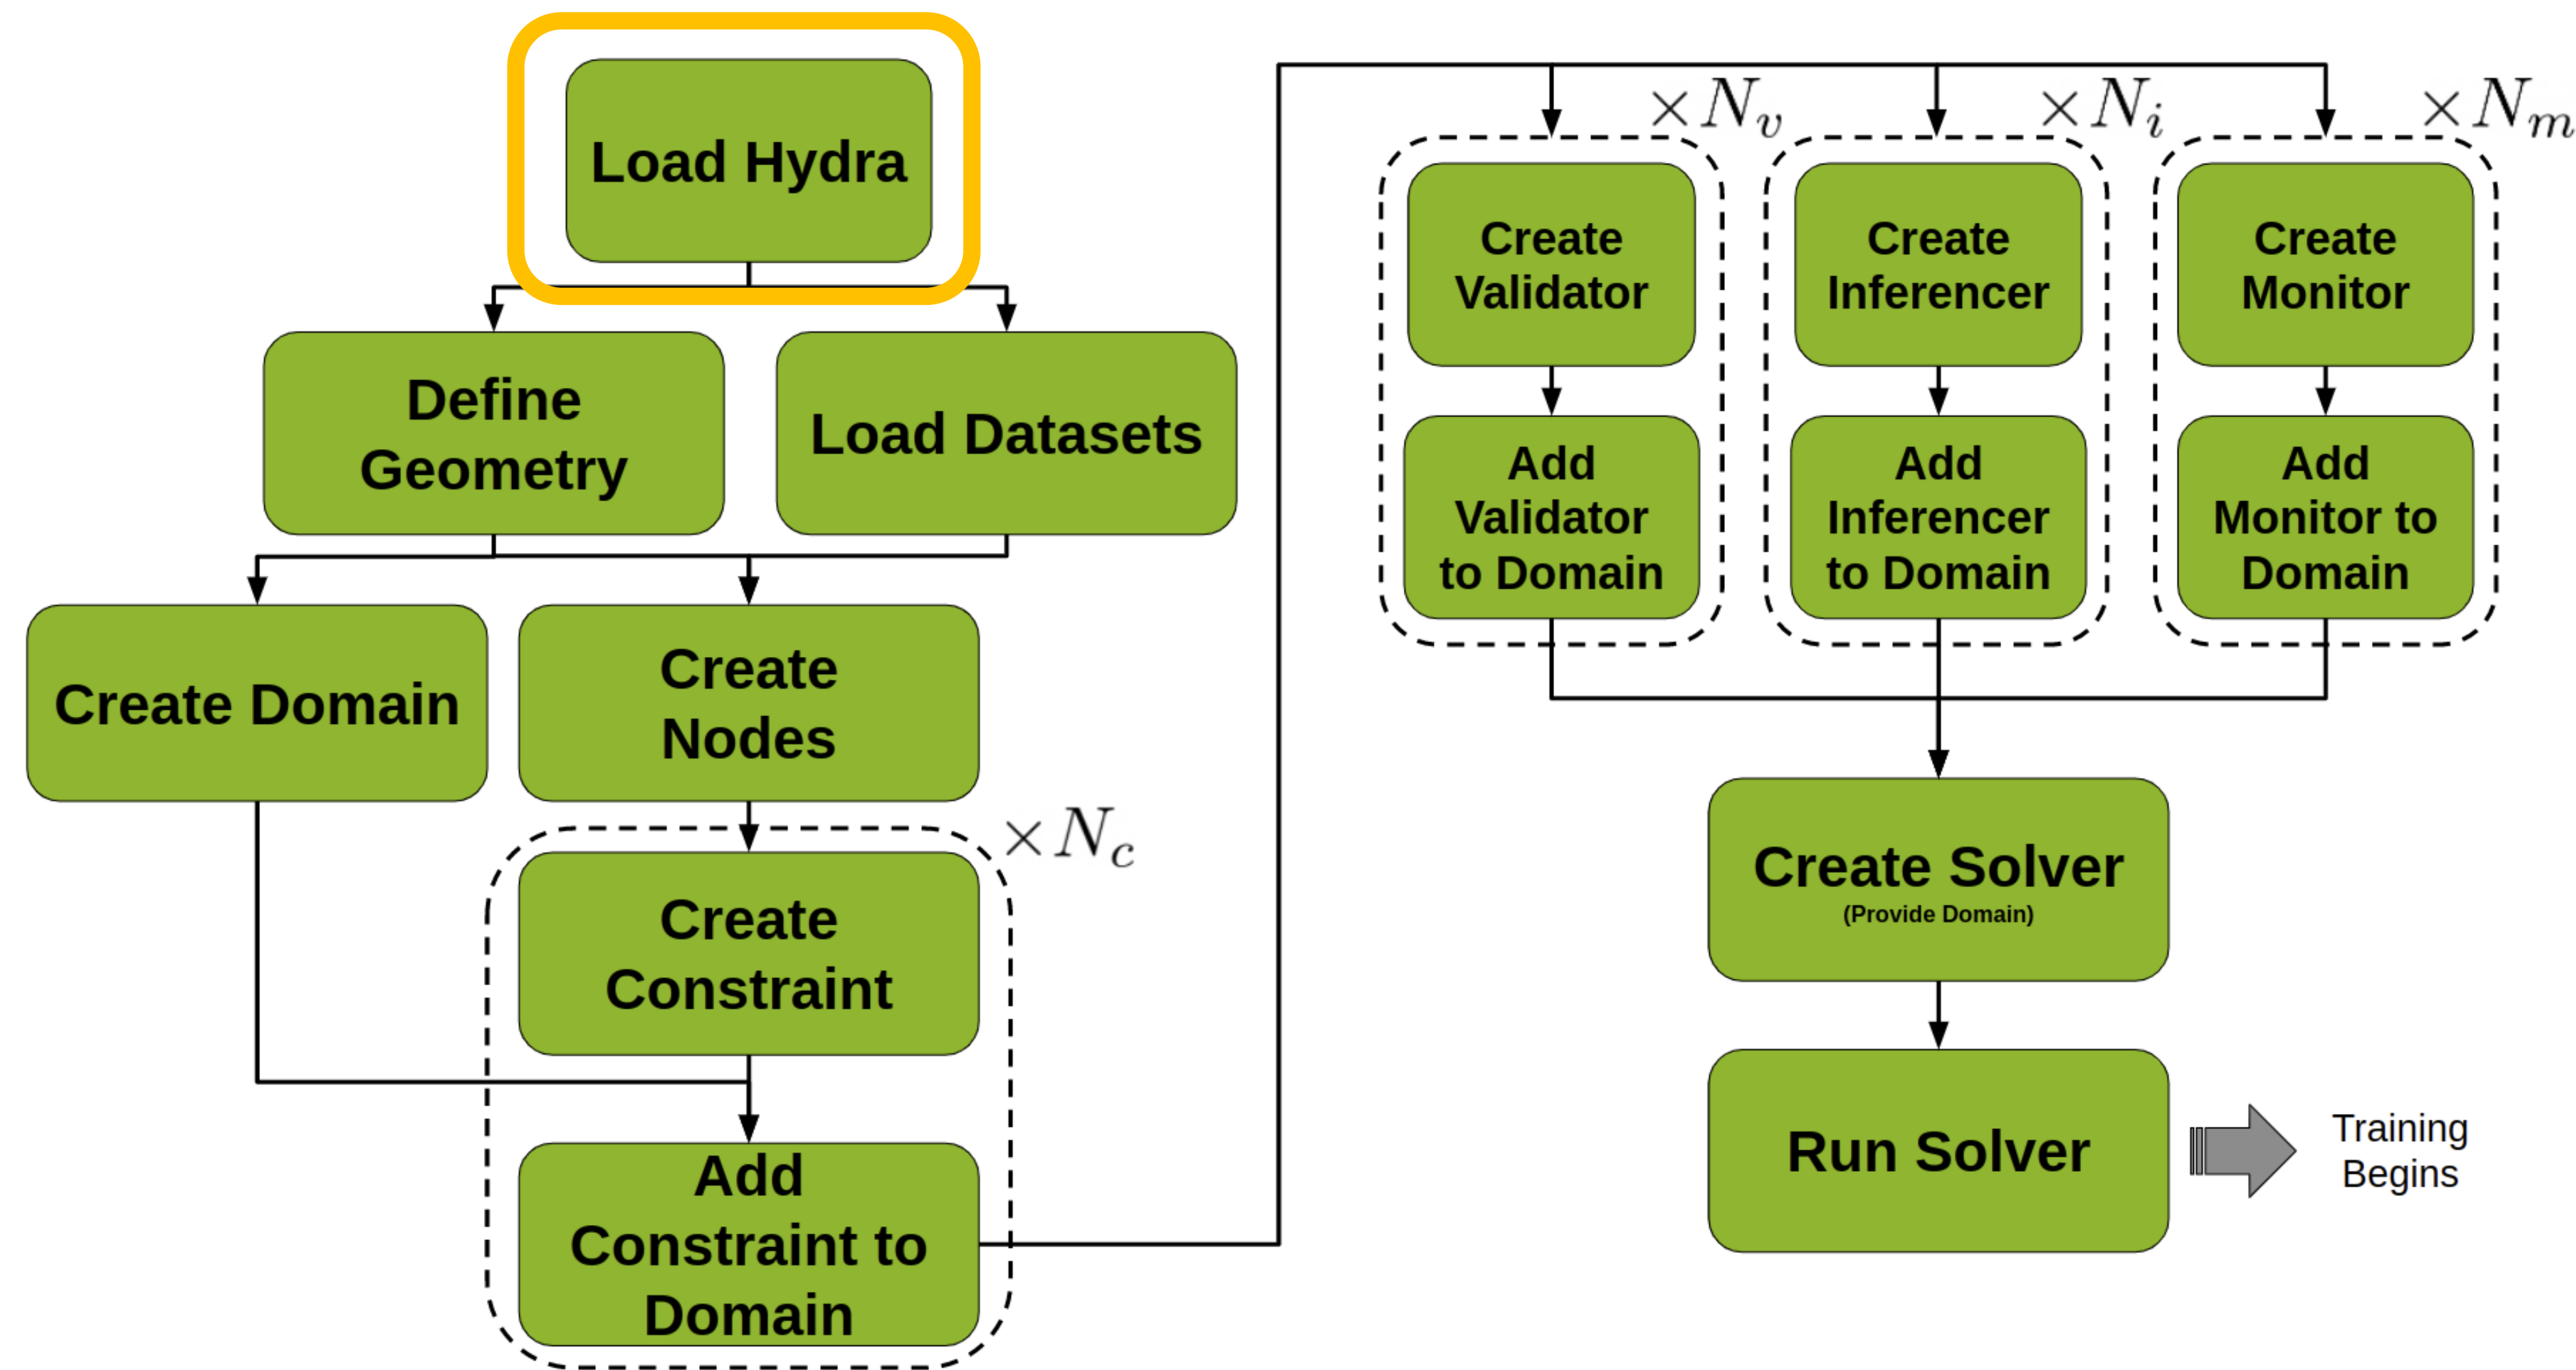 Load Hydra
Define
Geometry
Load Datasets
Create Domain
Create
Nodes
×N_c
Create
Constraint
Add
Constraint to
Domain
×N_v
Create
Validator
Add
Validator
to Domain
×N_i
Create
Inferencer
Add
Inferencer
to Domain
×N_m
Create
Monitor
Add
Monitor to
Domain
Create Solver
(Provide Domain)
Run Solver
Training
Begins